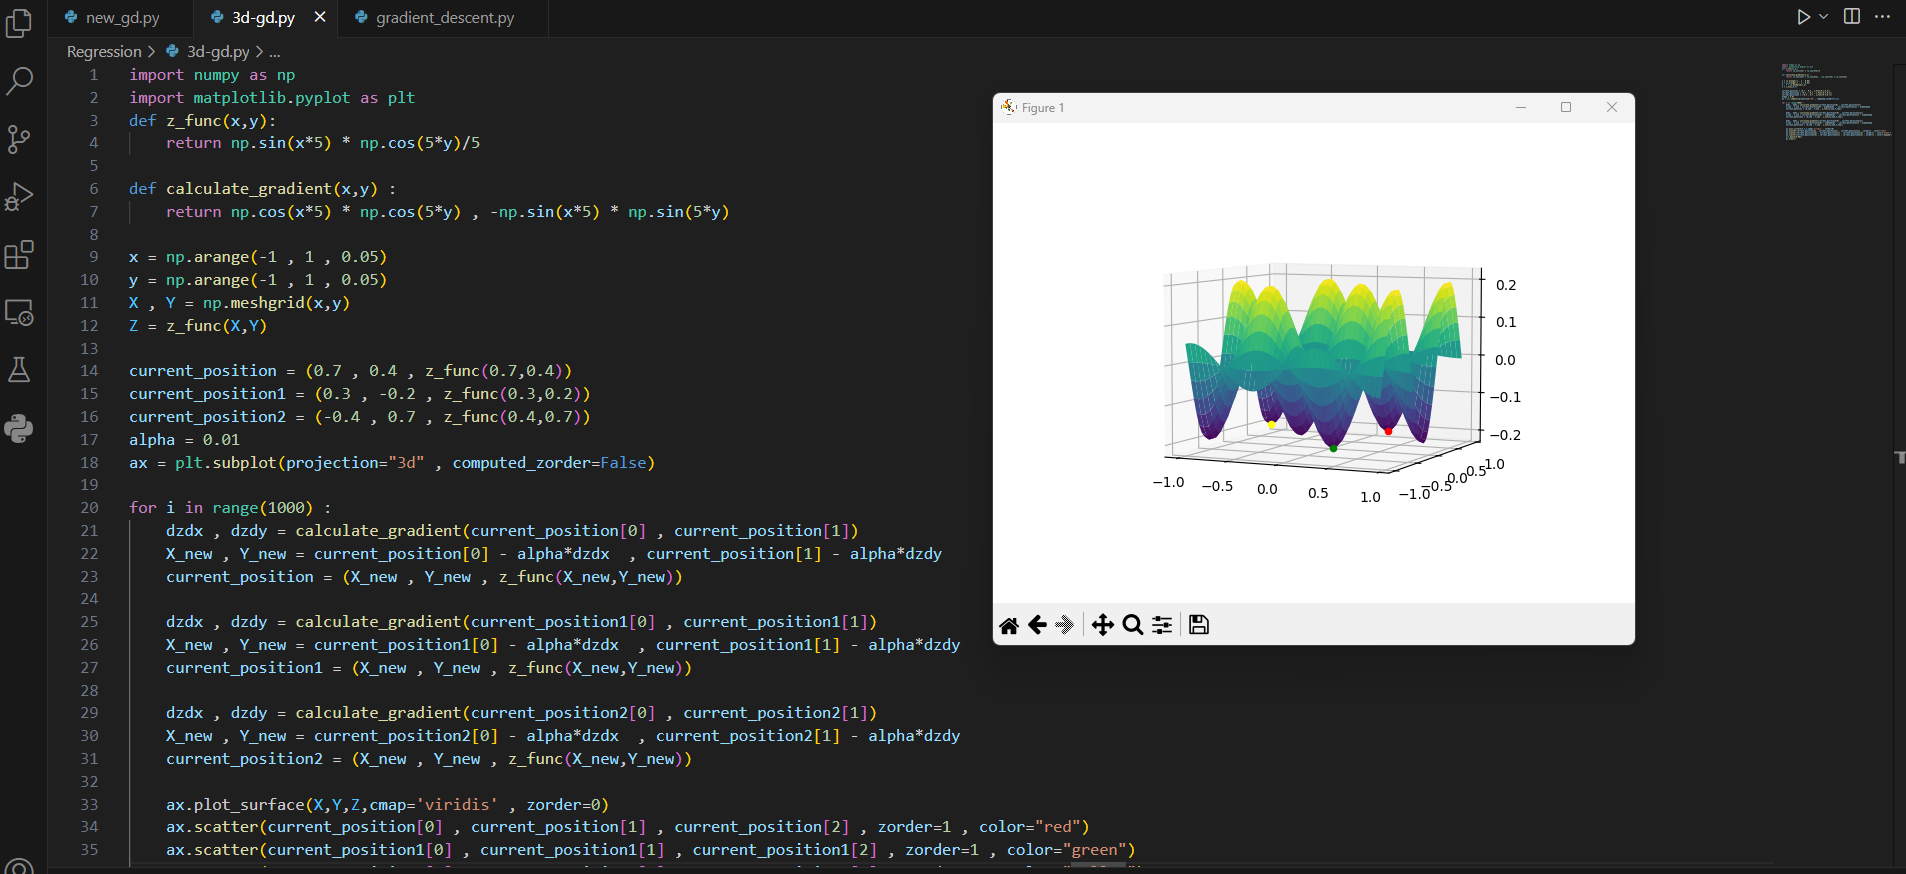 new_gd.py
3d-gd.py
gradient_descent.py
Regression > 3d-gd.py > ...
1 import numpy as np
2 import matplotlib.pyplot as plt
3 def z_func(x,y):
4 return np.sin(x*5) * np.cos(5*y)/5
5
6 def calculate_gradient(x,y) :
7 return np.cos(x*5) * np.cos(5*y) , -np.sin(x*5) * np.sin(5*y)
8
9 x = np.arange(-1 , 1 , 0.05)
10 y = np.arange(-1 , 1 , 0.05)
11 X , Y = np.meshgrid(x,y)
12 Z = z_func(X,Y)
13
14 current_position = (0.7 , 0.4 , z_func(0.7,0.4))
15 current_position1 = (0.3 , -0.2 , z_func(0.3,0.2))
16 current_position2 = (-0.4 , 0.7 , z_func(0.4,0.7))
17 alpha = 0.01
18 ax = plt.subplot(projection="3d" , computed_zorder=False)
19
20 for i in range(1000) :
21 dzdx , dzdy = calculate_gradient(current_position[0] , current_position[1])
22 X_new , Y_new = current_position[0] - alpha*dzdx  , current_position[1] - alpha*dzdy
23 current_position = (X_new , Y_new , z_func(X_new,Y_new))
24
25 dzdx , dzdy = calculate_gradient(current_position1[0] , current_position1[1])
26 X_new , Y_new = current_position1[0] - alpha*dzdx  , current_position1[1] - alpha*dzdy
27 current_position1 = (X_new , Y_new , z_func(X_new,Y_new))
28
29 dzdx , dzdy = calculate_gradient(current_position2[0] , current_position2[1])
30 X_new , Y_new = current_position2[0] - alpha*dzdx  , current_position2[1] - alpha*dzdy
31 current_position2 = (X_new , Y_new , z_func(X_new,Y_new))
32
33 ax.plot_surface(X,Y,Z,cmap='viridis' , zorder=0)
34 ax.scatter(current_position[0] , current_position[1] , current_position[2] , zorder=1 , color="red")
35 ax.scatter(current_position1[0] , current_position1[1] , current_position1[2] , zorder=1 , color="green")
Figure 1
0.2
0.1
0.0
−0.1
−0.2
−1.0 −0.5 0.0 0.5 1.0
−1.0 −0.5 0.0 0.5 1.0